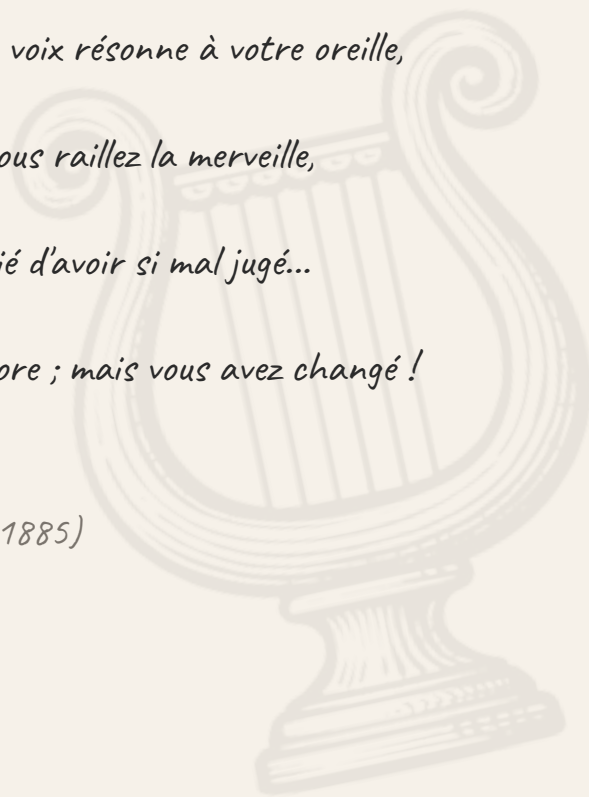 voix résonne à votre oreille,
ous raillez la merveille,
ié d'avoir si mal jugé...
ore ; mais vous avez changé !
1885)